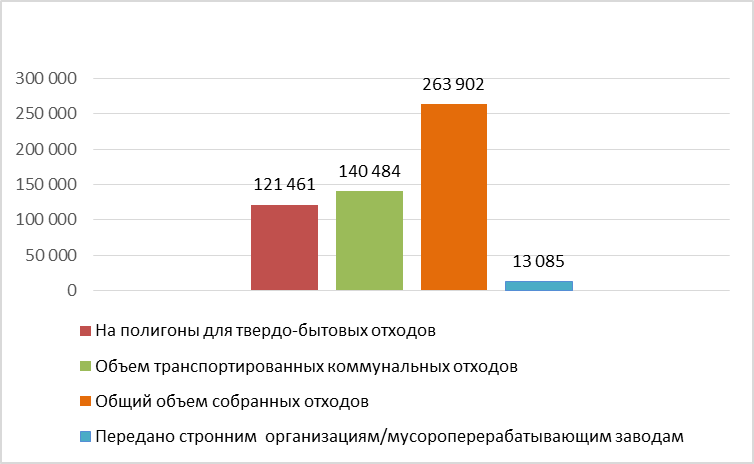 300 000
250 000
200 000
150 000
100 000
50 000
0
121 461
140 484
263 902
13 085
На полигоны для твердо-бытовых отходов
Объем транспортированных коммунальных отходов
Общий объем собранных отходов
Передано стронним организациям/мусороперерабатывающим заводам